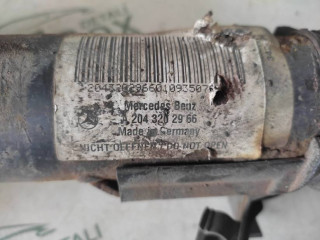 Mercedes Benz
A 204 320 29 66
Made in Germany
NICHT ÖFFNEN / DO NOT OPEN